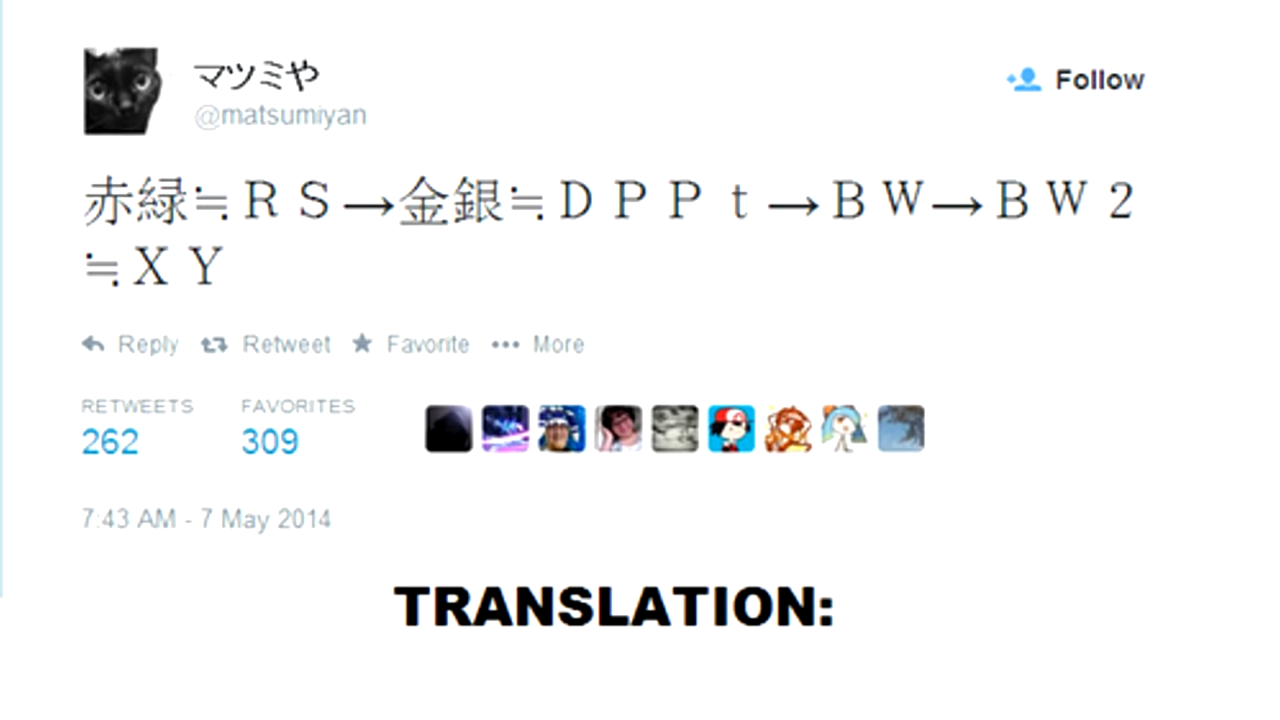 マツミや
Follow
@matsumiyan
赤緑≒ＲＳ→金銀≒ＤＰＰｔ→ＢＷ→ＢＷ２
≒ＸＹ
Reply Retweet Favorite More
RETWEETS FAVORITES
262 309
7:43 AM - 7 May 2014
TRANSLATION: